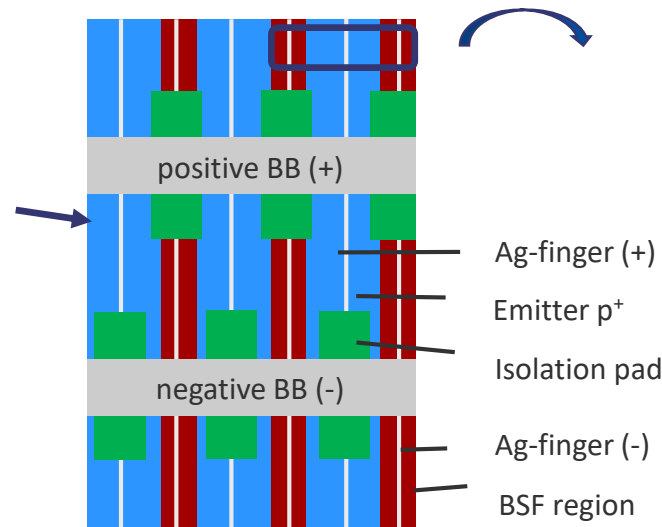 positive BB (+)
Ag-finger (+)
Emitter p⁺
Isolation pad
negative BB (-)
Ag-finger (-)
BSF region